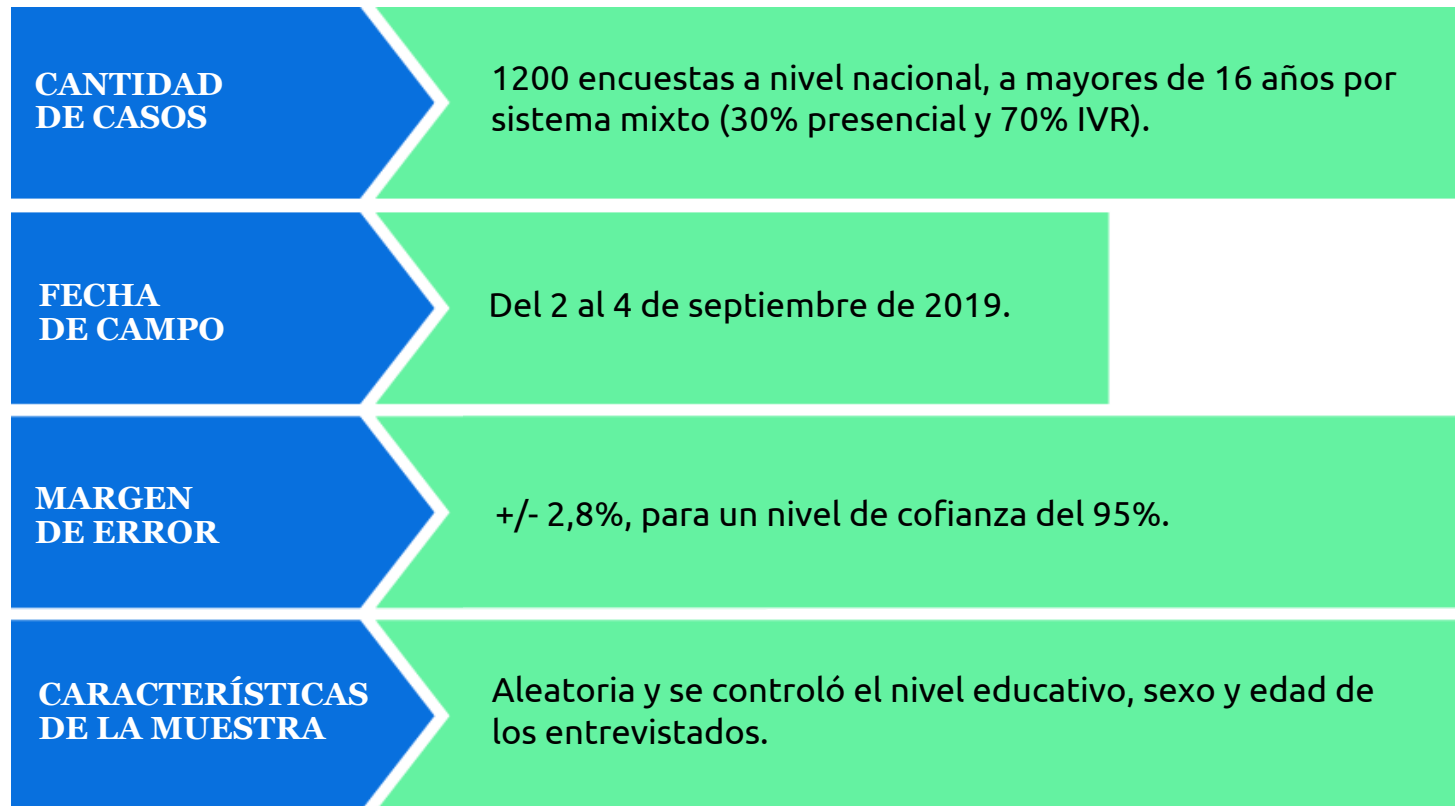 CANTIDAD
DE CASOS
1200 encuestas a nivel nacional, a mayores de 16 años por
sistema mixto (30% presencial y 70% IVR).
FECHA
DE CAMPO
Del 2 al 4 de septiembre de 2019.
MARGEN
DE ERROR
+/- 2,8%, para un nivel de cofianza del 95%.
CARACTERÍSTICAS
DE LA MUESTRA
Aleatoria y se controló el nivel educativo, sexo y edad de
los entrevistados.